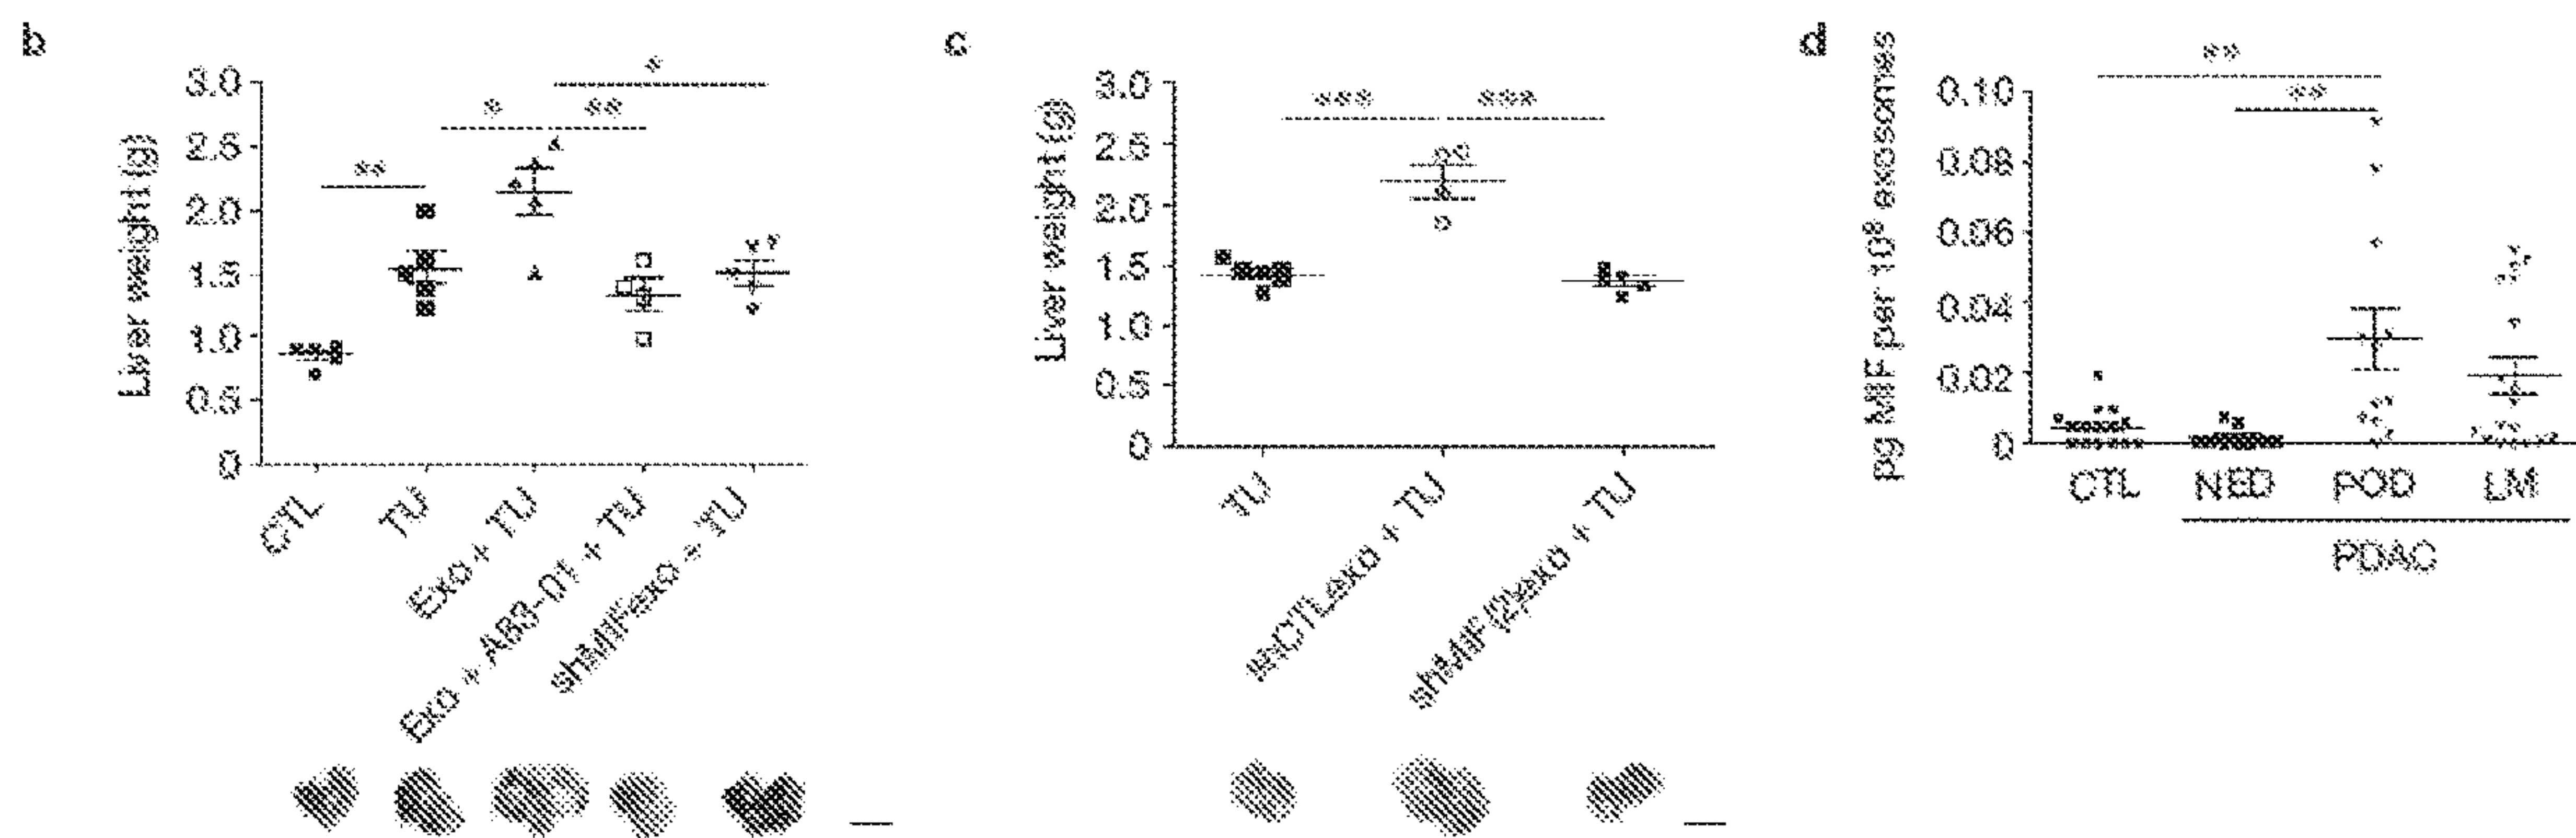 b
Liver weight (g)
3.0
2.5
2.0
1.5
1.0
0.5
0
**
*
**
*
CTL
TU
Exo + TU
Exo + A83-01 + TU
shMIFexo + TU
c
Liver weight (g)
3.0
2.5
2.0
1.5
1.0
0.5
0
***
***
TU
shCTLexo + TU
shMIF(2)exo + TU
d
pg MIF per 10⁸ exosomes
0.10
0.08
0.06
0.04
0.02
0
**
**
CTL
NED
POD
LM
PDAC